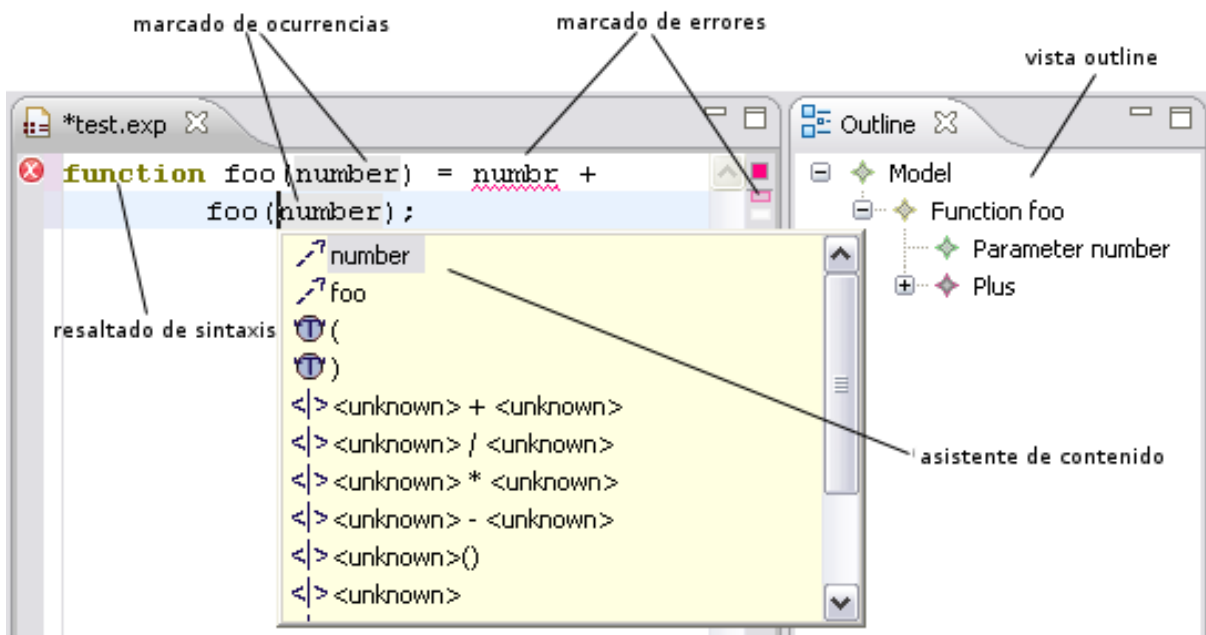 marcado de ocurrencias
marcado de errores
vista outline
*test.exp
Outline
function foo(number) = numbr +
foo(number);
Model
Function foo
Parameter number
Plus
number
foo
(
)
<unknown> + <unknown>
<unknown> / <unknown>
<unknown> * <unknown>
<unknown> - <unknown>
<unknown>()
<unknown>
resaltado de sintaxis
asistente de contenido